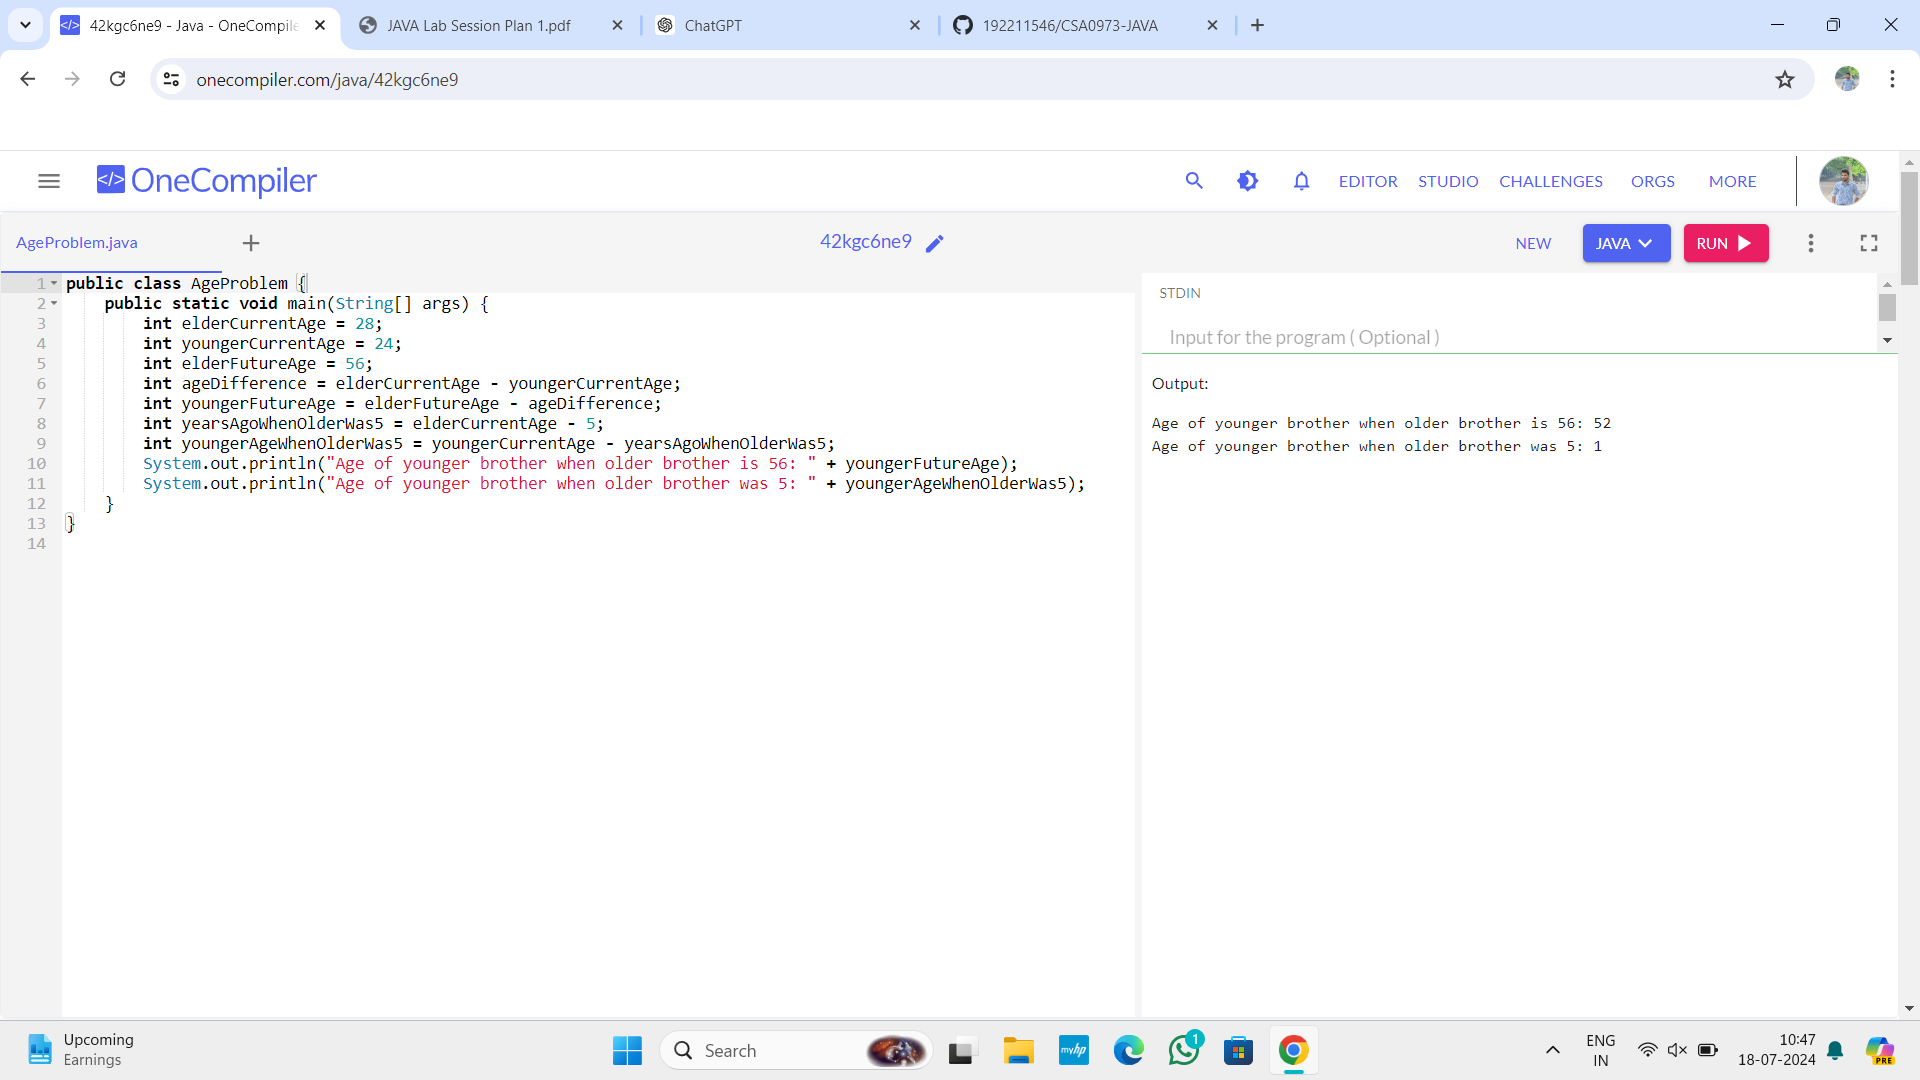 42kgc6ne9 - Java - OneCompile
JAVA Lab Session Plan 1.pdf
ChatGPT
192211546/CSA0973-JAVA
onecompiler.com/java/42kgc6ne9
</> OneCompiler
EDITOR STUDIO CHALLENGES ORGS MORE
AgeProblem.java
42kgc6ne9
NEW JAVA RUN
1 public class AgeProblem {
2 public static void main(String[] args) {
3 int elderCurrentAge = 28;
4 int youngerCurrentAge = 24;
5 int elderFutureAge = 56;
6 int ageDifference = elderCurrentAge - youngerCurrentAge;
7 int youngerFutureAge = elderFutureAge - ageDifference;
8 int yearsAgoWhenOlderWas5 = elderCurrentAge - 5;
9 int youngerAgeWhenOlderWas5 = youngerCurrentAge - yearsAgoWhenOlderWas5;
10 System.out.println("Age of younger brother when older brother is 56: " + youngerFutureAge);
11 System.out.println("Age of younger brother when older brother was 5: " + youngerAgeWhenOlderWas5);
12 }
13 }
14
STDIN
Input for the program ( Optional )
Output:
Age of younger brother when older brother is 56: 52
Age of younger brother when older brother was 5: 1
Upcoming
Earnings
Search
myhp
1
ENG
IN
10:47
18-07-2024
PRE